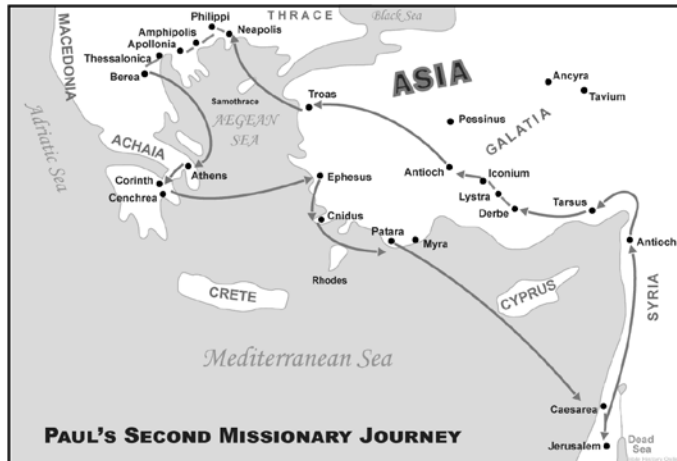 Philippi
THRACE
Black Sea
Neapolis
Amphipolis
Apollonia
Thessalonica
Berea
MACEDONIA
Adriatic Sea
Samothrace
AEGEAN
SEA
Troas
ASIA
Ancyra
Tavium
Pessinus
GALATIA
ACHAIA
Athens
Corinth
Cenchrea
Ephesus
Cnidus
Antioch
Iconium
Lystra
Derbe
Tarsus
Antioch
Patara
Myra
Rhodes
CRETE
CYPRUS
SYRIA
Mediterranean Sea
Caesarea
Jerusalem
Dead
Sea
PAUL'S SECOND MISSIONARY JOURNEY